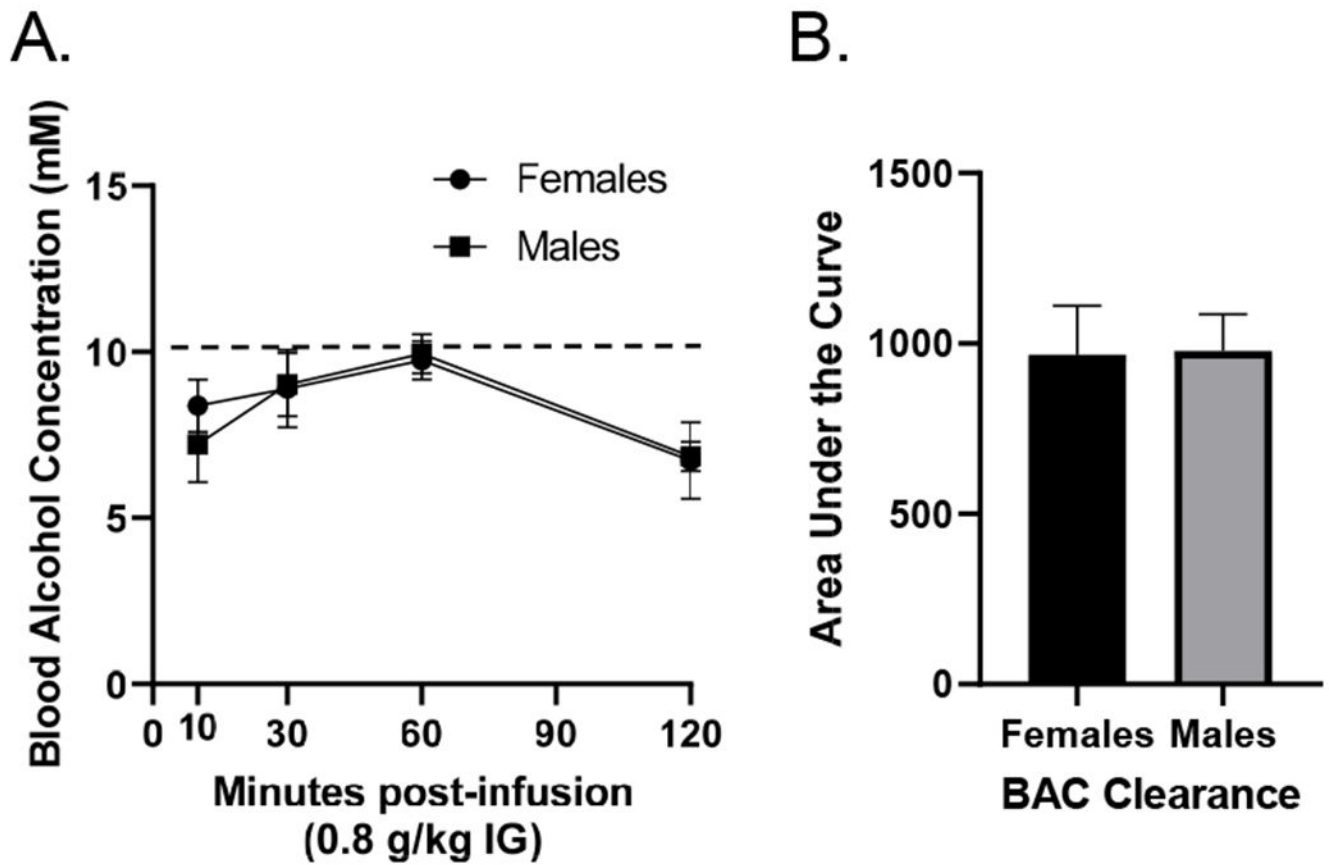 A.
Blood Alcohol Concentration (mM)
15
10
5
0
Females
Males
0 10 30 60 90 120
Minutes post-infusion
(0.8 g/kg IG)
B.
Area Under the Curve
1500
1000
500
0
Females Males
BAC Clearance